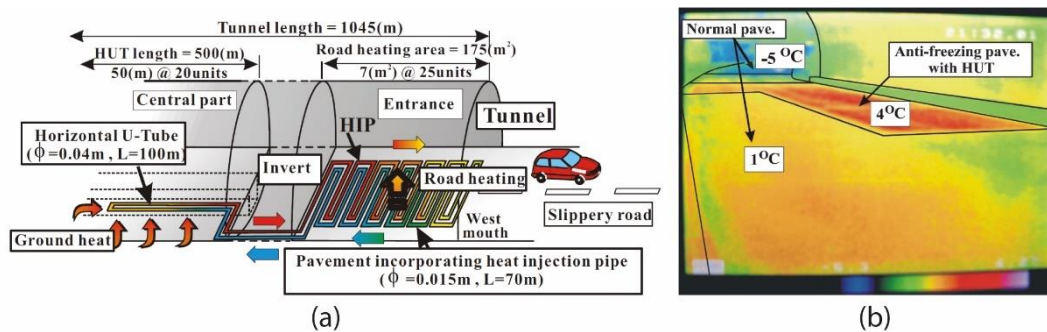 Tunnel length = 1045(m)
HUT length = 500(m)
50(m) @ 20units
Road heating area = 175(m²)
7(m²) @ 25units
Central part
Entrance
Tunnel
Horizontal U-Tube
(ϕ=0.04m , L=100m)
HIP
Invert
Road heating
Ground heat
Slippery road
West
mouth
Pavement incorporating heat injection pipe
(ϕ=0.015m , L=70m)
(a)
Normal pave.
-5 ᴼC
Anti-freezing pave.
with HUT
4ᴼC
1ᴼC
(b)